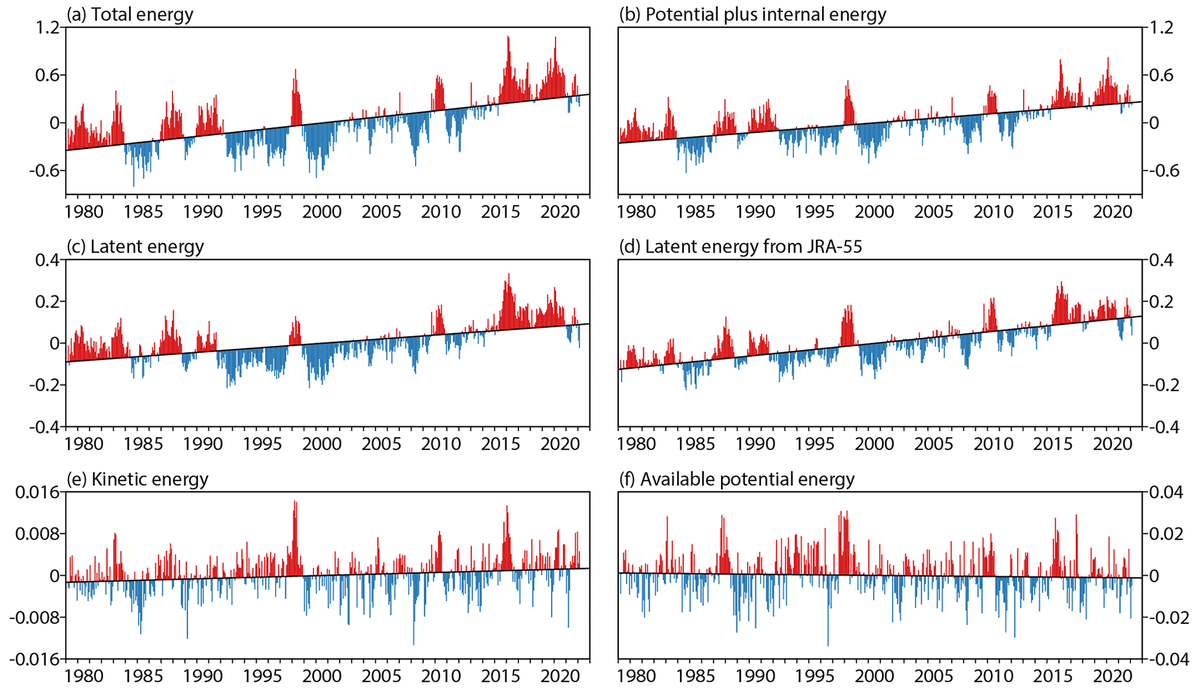 (a) Total energy
(b) Potential plus internal energy
1.2
0.6
0
-0.6
1.2
0.6
0
-0.6
1980 1985 1990 1995 2000 2005 2010 2015 2020
1980 1985 1990 1995 2000 2005 2010 2015 2020
(c) Latent energy
(d) Latent energy from JRA-55
0.4
0.2
0
-0.2
-0.4
0.4
0.2
0
-0.2
-0.4
1980 1985 1990 1995 2000 2005 2010 2015 2020
1980 1985 1990 1995 2000 2005 2010 2015 2020
(e) Kinetic energy
(f) Available potential energy
0.016
0.008
0
-0.008
-0.016
0.04
0.02
0
-0.02
-0.04
1980 1985 1990 1995 2000 2005 2010 2015 2020
1980 1985 1990 1995 2000 2005 2010 2015 2020